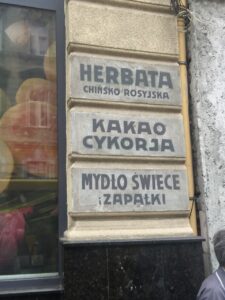 HERBATA
CHIŃSKO ROSYJSKA
KAKAO
CYKORJA
MYDŁO ŚWIECE
i ZAPAŁKI